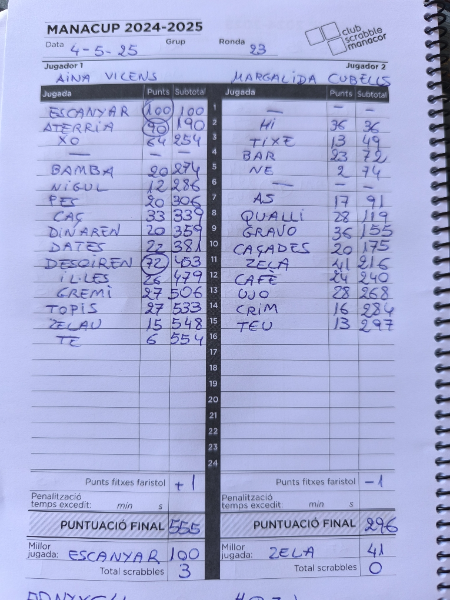 MANACUP 2024-2025
club scrabble manacor
Data 4-5-25 Grup Ronda 23
Jugador 1 Jugador 2
AINA VICENS MARGALIDA CUBELLS
Jugada Punts Subtotal Jugada Punts Subtotal
ESCANYAR 100 100 1 — — —
ATERRIA 90 190 2 HI 36 36
XO 64 254 3 TIXE 13 49
— — — 4 BAR 23 72
BAMBA 20 274 5 NE 2 74
NIGUL 12 286 6 — — —
PES 20 306 7 AS 17 91
CAÇ 33 339 8 QUALLI 28 119
DINAREN 20 359 9 GRAVO 36 155
DATES 22 381 10 CAÇADES 20 175
DESOIREN 72 453 11 ZELA 41 216
IL·LES 26 479 12 CAFÈ 24 240
GREMI 27 506 13 UJO 28 268
TOPIS 27 533 14 CRIM 16 284
ZELAU 15 548 15 TEU 13 297
TE 6 554 16
17
18
19
20
21
22
23
24
Punts fitxes faristol +1 Punts fitxes faristol -1
Penalització temps excedit: min s Penalització temps excedit: min s
PUNTUACIÓ FINAL 555 PUNTUACIÓ FINAL 296
Millor jugada: ESCANYAR 100 Millor jugada: ZELA 41
Total scrabbles 3 Total scrabbles 0